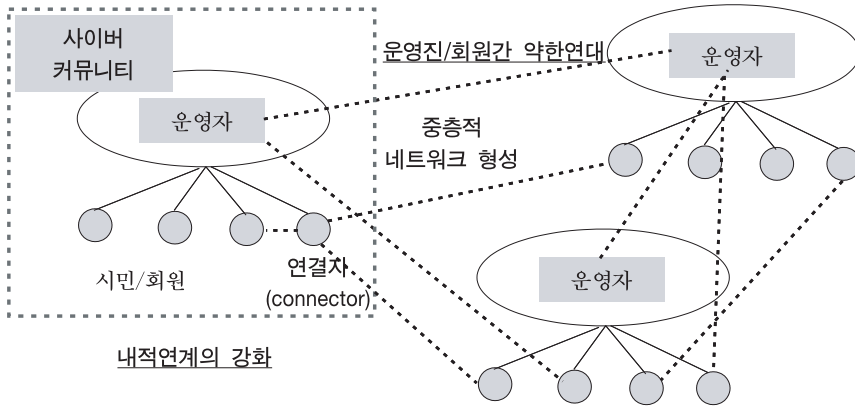 사이버
커뮤니티
운영자
시민/회원
연결자
(connector)
내적연계의 강화
운영진/회원간 약한연대
중층적
네트워크 형성
운영자
운영자